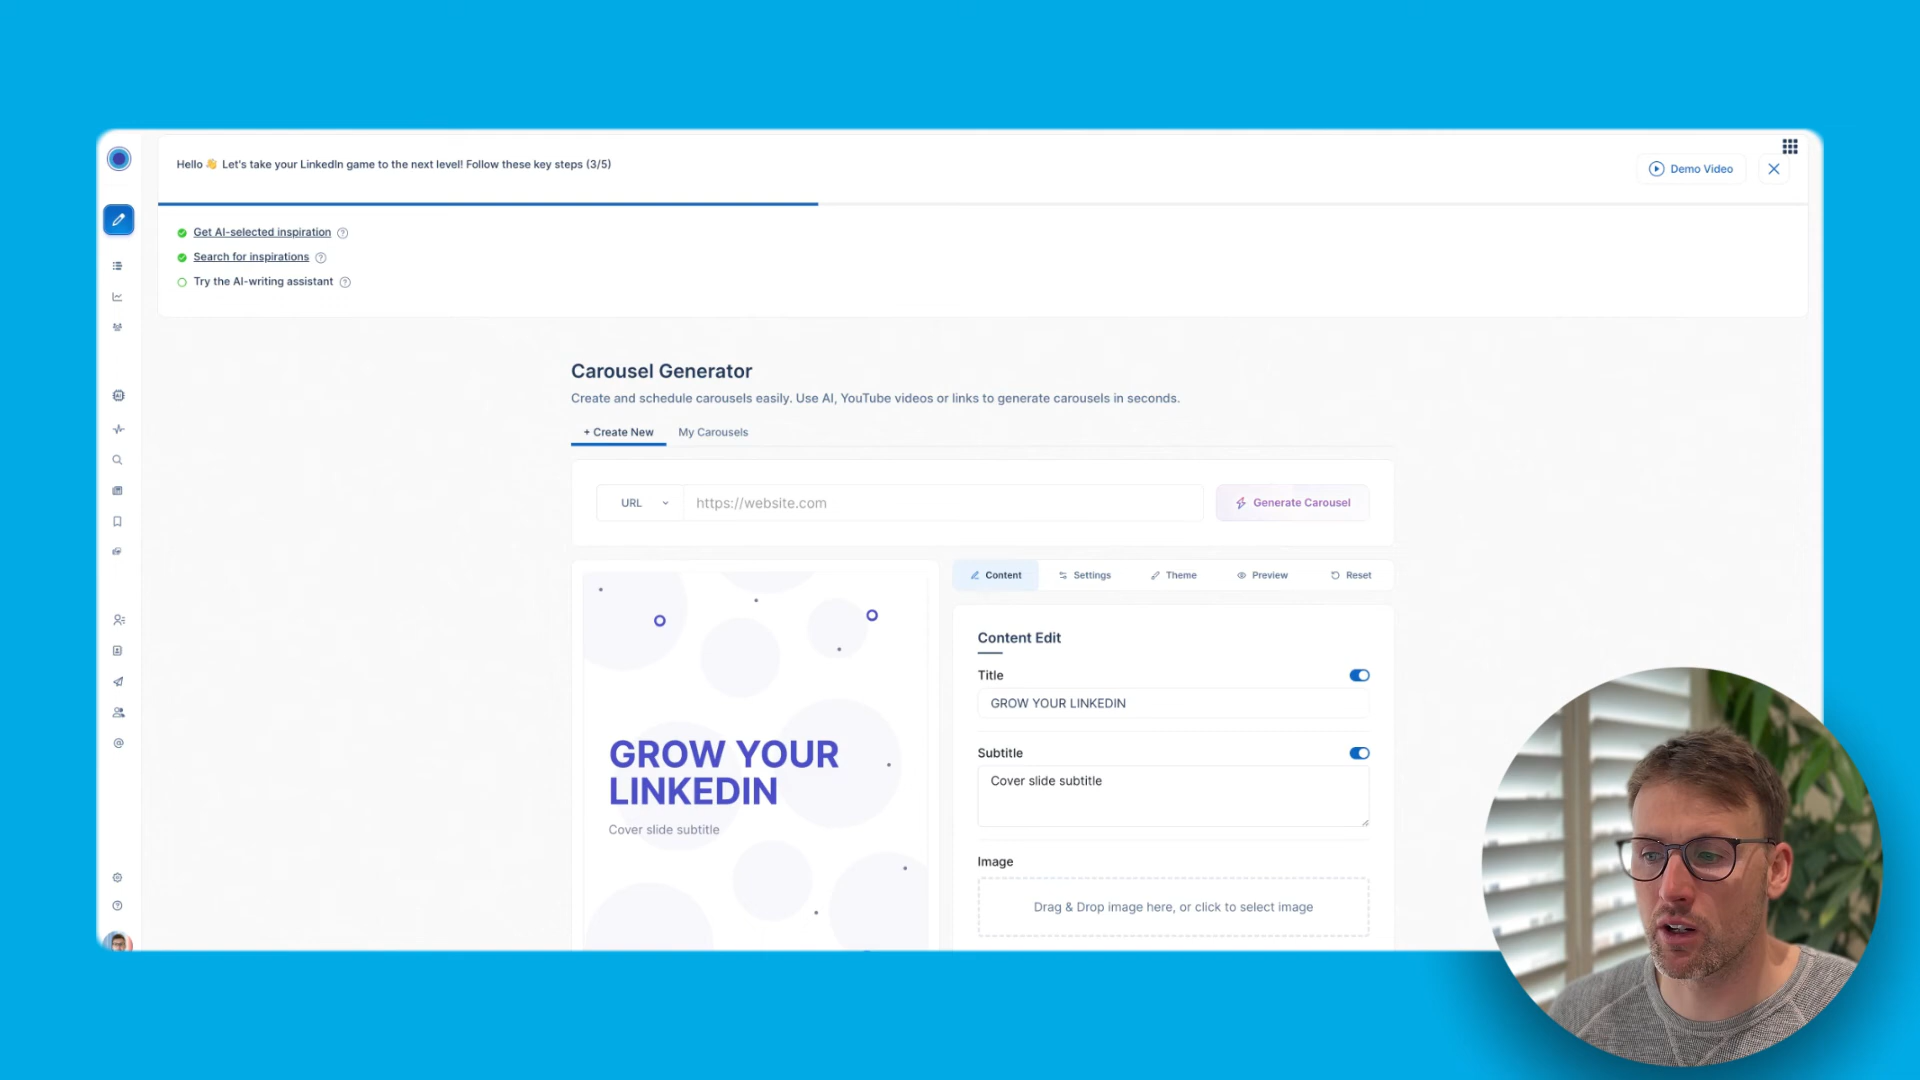 Hello 👋 Let's take your LinkedIn game to the next level! Follow these key steps (3/5)
Demo Video
Get AI-selected inspiration
Search for inspirations
Try the AI-writing assistant
Carousel Generator
Create and schedule carousels easily. Use AI, YouTube videos or links to generate carousels in seconds.
+ Create New My Carousels
URL https://website.com Generate Carousel
Content Settings Theme Preview Reset
Content Edit
Title
GROW YOUR LINKEDIN
Subtitle
Cover slide subtitle
Image
Drag & Drop image here, or click to select image
GROW YOUR
LINKEDIN
Cover slide subtitle